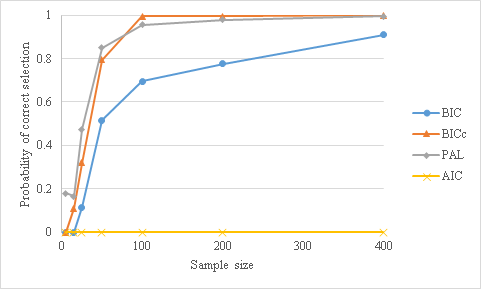 1
0.8
0.6
0.4
0.2
0
0 100 200 300 400
Probability of correct selection
Sample size
BIC
BICc
PAL
AIC